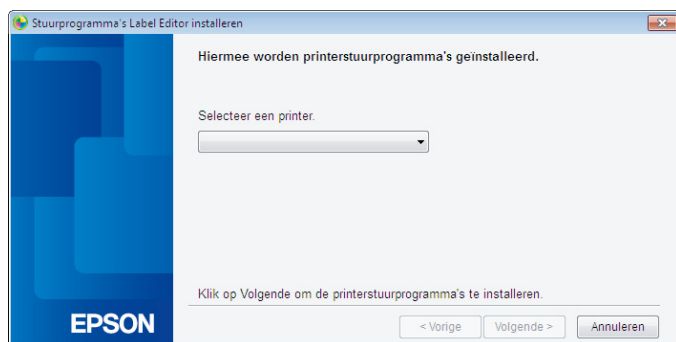 Stuurprogramma's Label Editor installeren
Hiermee worden printerstuurprogramma's geïnstalleerd.
Selecteer een printer.
Klik op Volgende om de printerstuurprogramma's te installeren.
EPSON
< Vorige
Volgende >
Annuleren